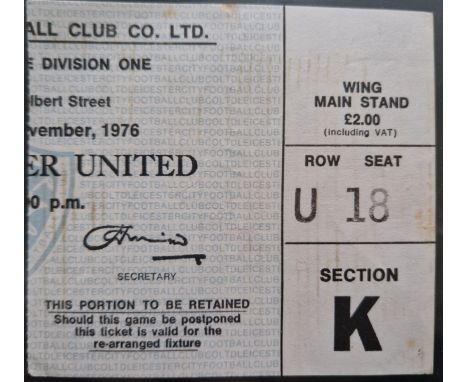 ALL CLUB CO. LTD.
E DIVISION ONE
lbert Street
ovember, 1976
ER UNITED
0 p.m.
SECRETARY
THIS PORTION TO BE RETAINED
Should this game be postponed
this ticket is valid for the
re-arranged fixture
WING
MAIN STAND
£2.00
(including VAT)
ROW SEAT
U 18
SECTION
K